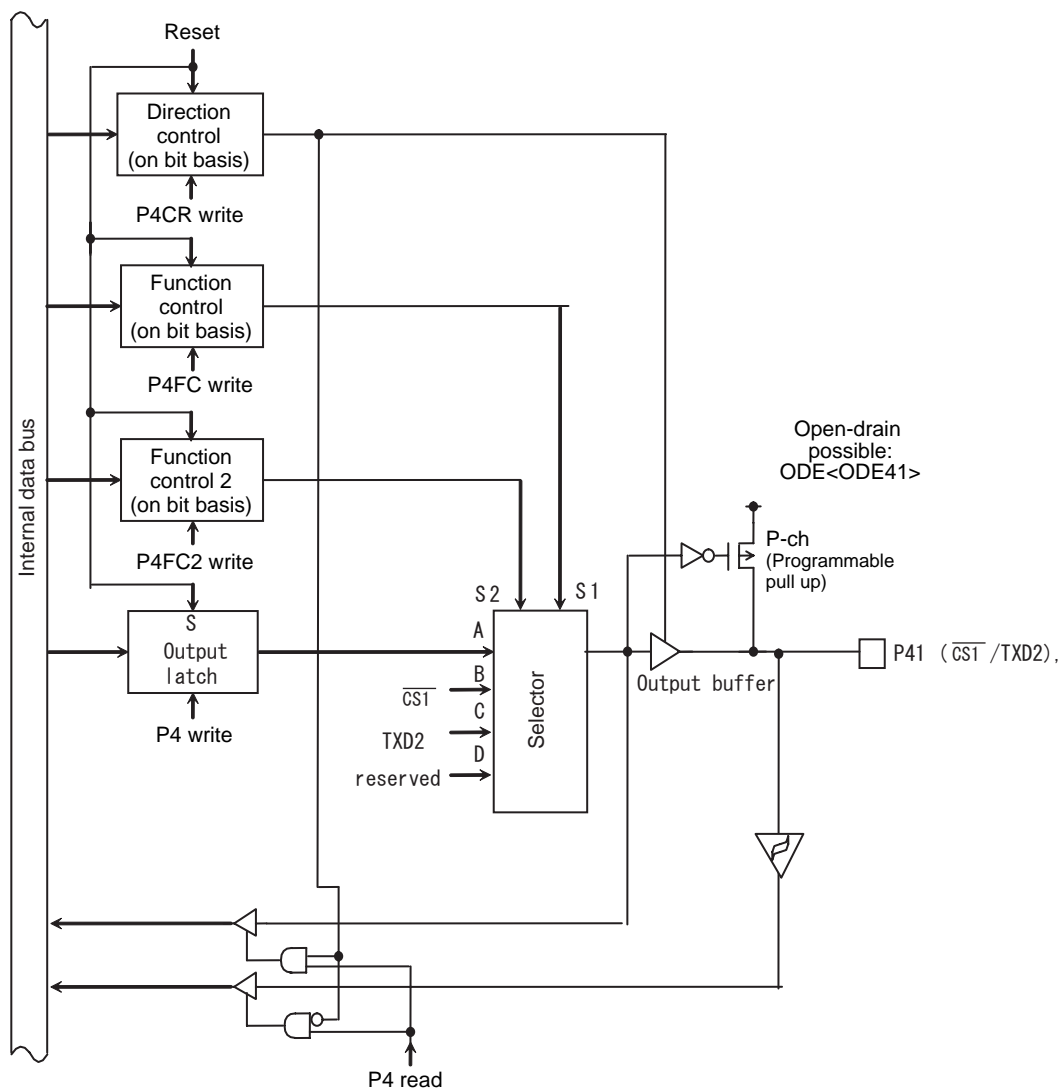 Reset
Direction
control
(on bit basis)
P4CR write
Function
control
(on bit basis)
P4FC write
Internal data bus
Function
control 2
(on bit basis)
P4FC2 write
Open-drain
possible:
ODE<ODE41>
P-ch
(Programmable
pull up)
S
Output
latch
P4 write
S2
S1
A
B
CS1
C
TXD2
D
reserved
Selector
Output buffer
P41 (CS1/TXD2),
P4 read